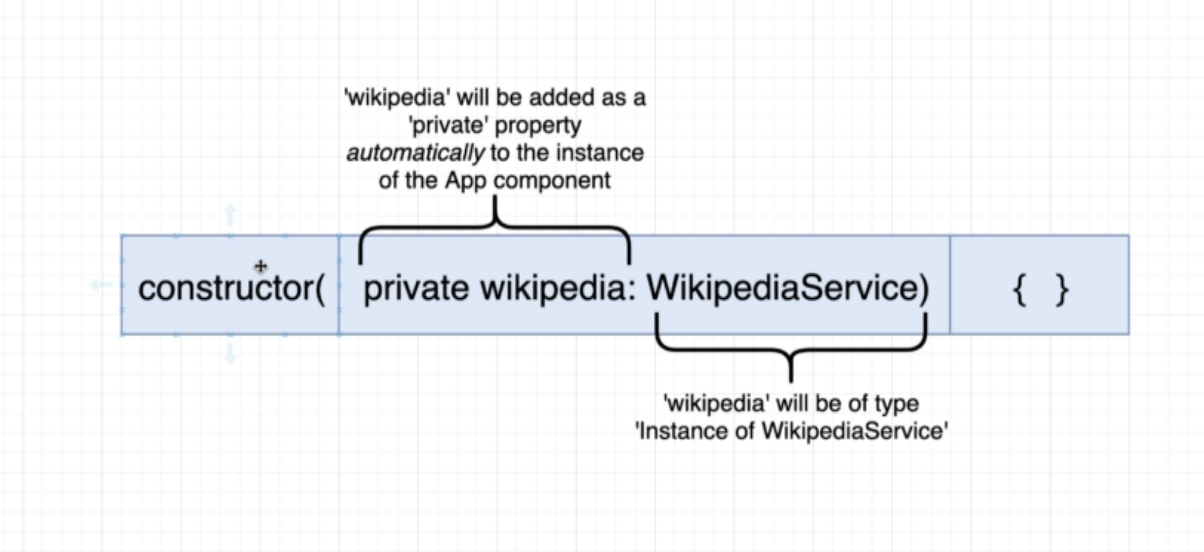 'wikipedia' will be added as a
'private' property
automatically to the instance
of the App component
constructor( private wikipedia: WikipediaService) { }
'wikipedia' will be of type
'Instance of WikipediaService'